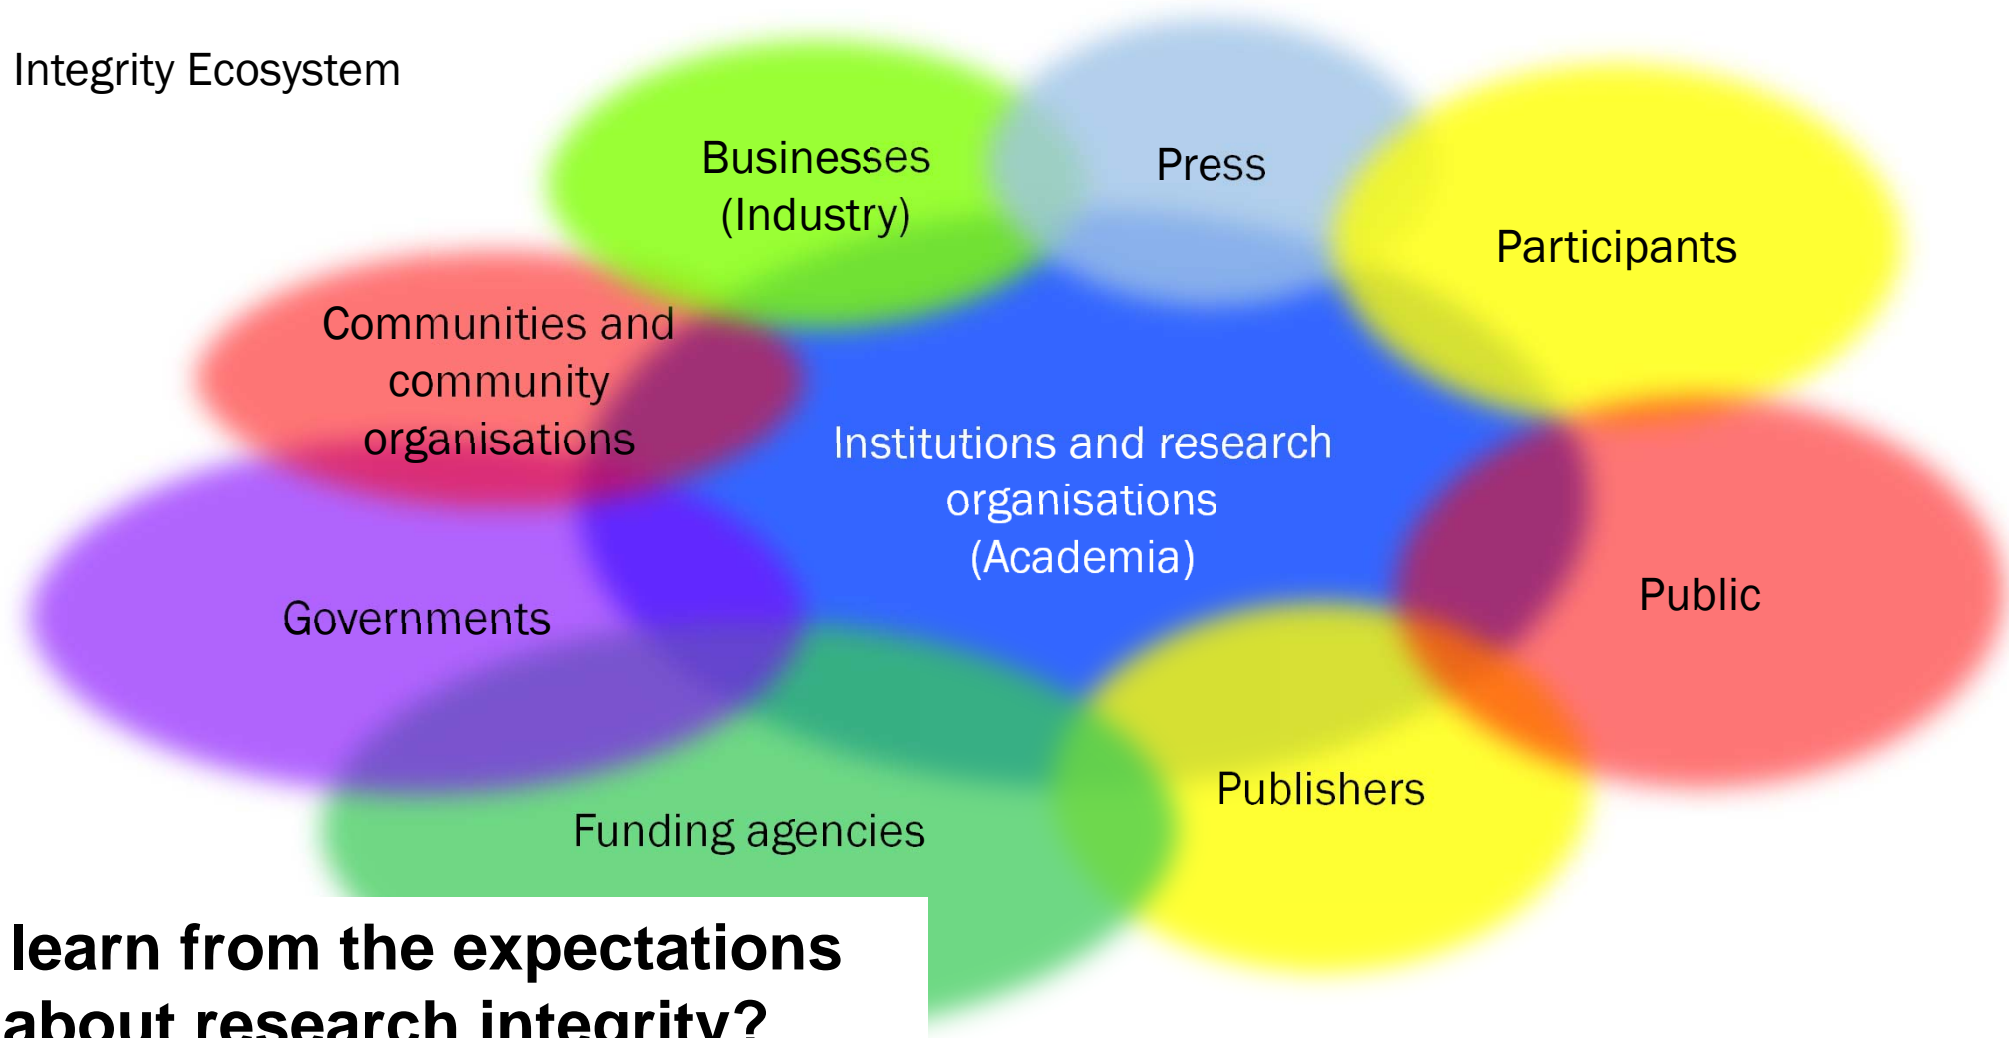 Integrity Ecosystem
Businesses
(Industry)
Press
Participants
Communities and
community
organisations
Institutions and research
organisations
(Academia)
Public
Governments
Publishers
Funding agencies
learn from the expectations
about research integrity?